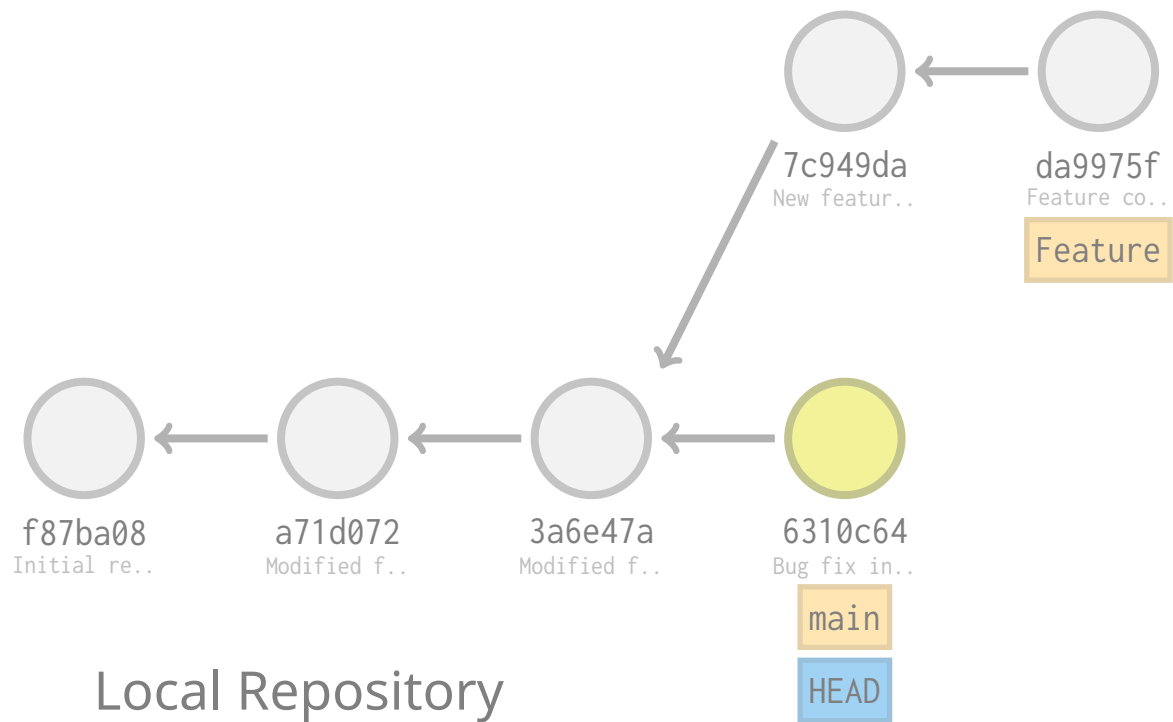 7c949da
New featur..
da9975f
Feature co..
Feature
f87ba08
Initial re..
a71d072
Modified f..
3a6e47a
Modified f..
6310c64
Bug fix in..
main
HEAD
Local Repository